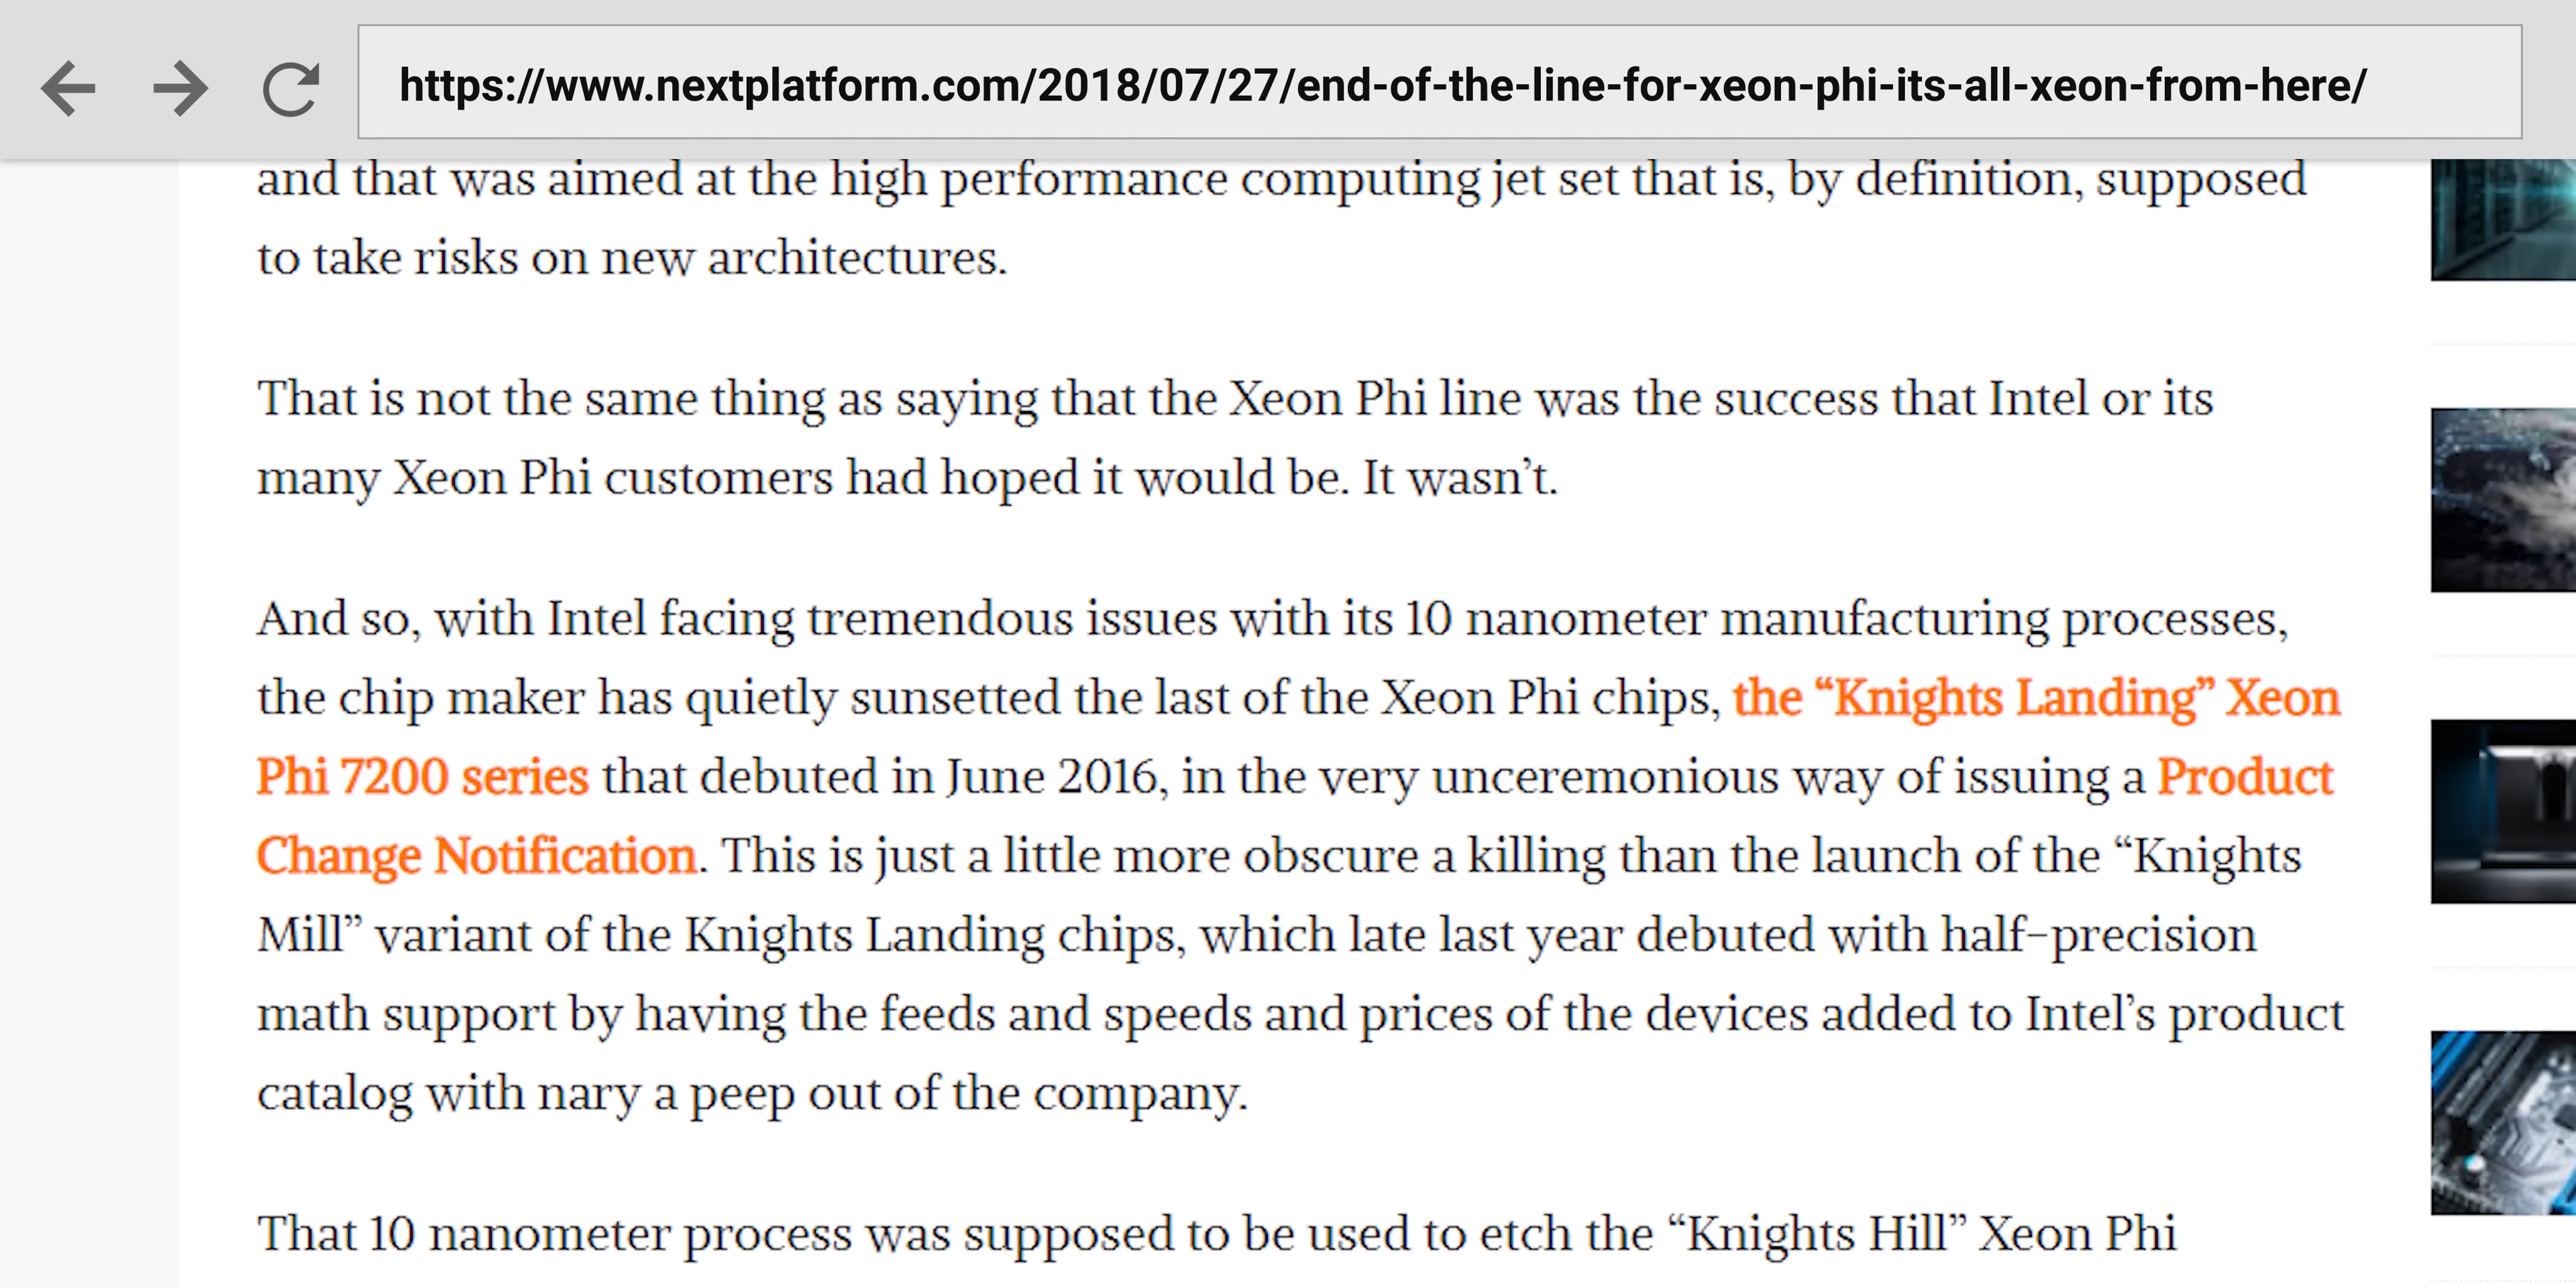 https://www.nextplatform.com/2018/07/27/end-of-the-line-for-xeon-phi-its-all-xeon-from-here/
and that was aimed at the high performance computing jet set that is, by definition, supposed
to take risks on new architectures.
That is not the same thing as saying that the Xeon Phi line was the success that Intel or its
many Xeon Phi customers had hoped it would be. It wasn’t.
And so, with Intel facing tremendous issues with its 10 nanometer manufacturing processes,
the chip maker has quietly sunsetted the last of the Xeon Phi chips, the “Knights Landing” Xeon
Phi 7200 series that debuted in June 2016, in the very unceremonious way of issuing a Product
Change Notification. This is just a little more obscure a killing than the launch of the “Knights
Mill” variant of the Knights Landing chips, which late last year debuted with half-precision
math support by having the feeds and speeds and prices of the devices added to Intel’s product
catalog with nary a peep out of the company.
That 10 nanometer process was supposed to be used to etch the “Knights Hill” Xeon Phi